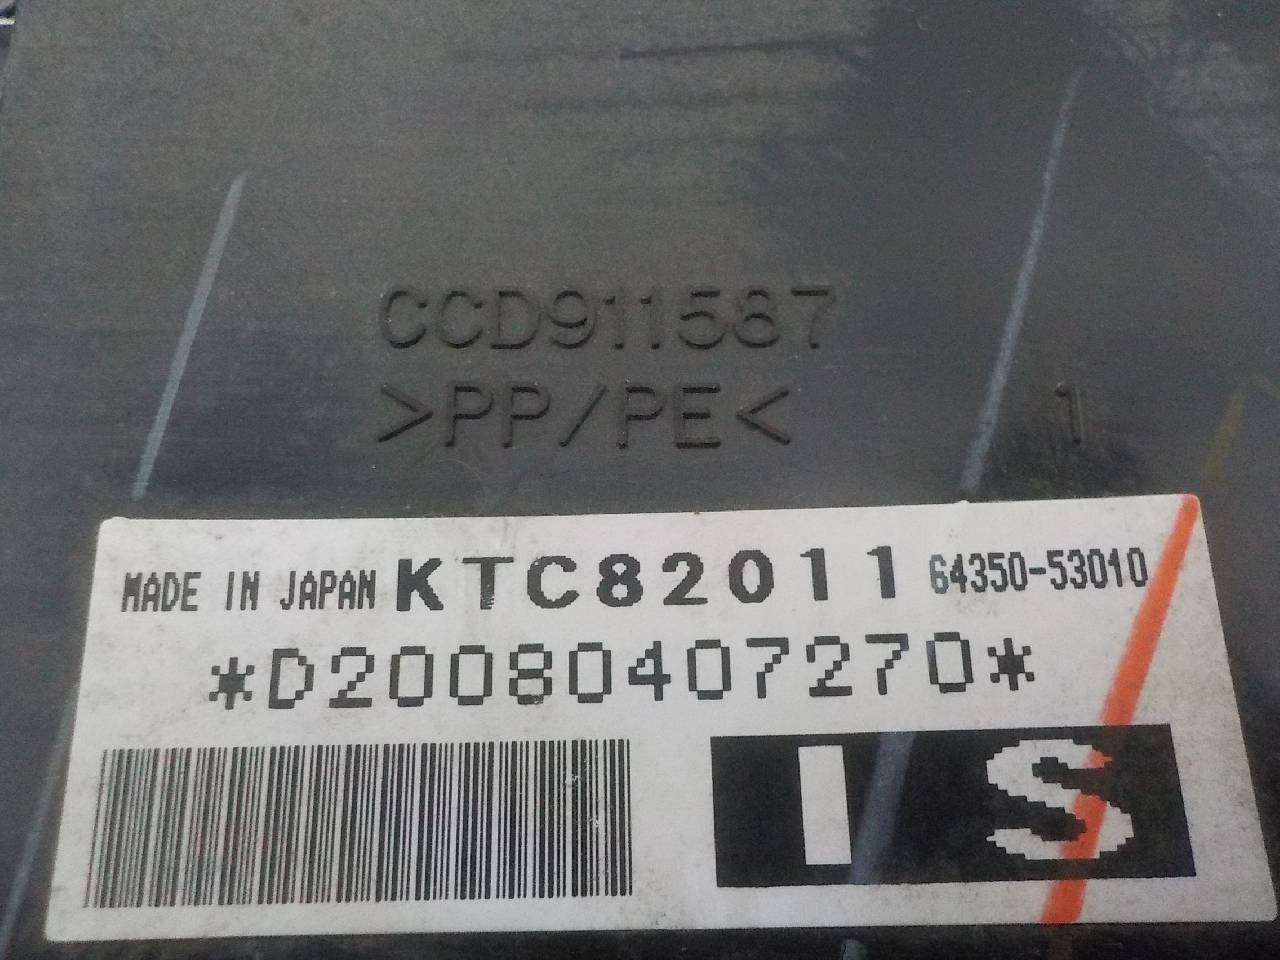 CCD911587
>PP/PE<
1
MADE IN JAPAN KTC82011 64350-53010
*D20080407270*
IS